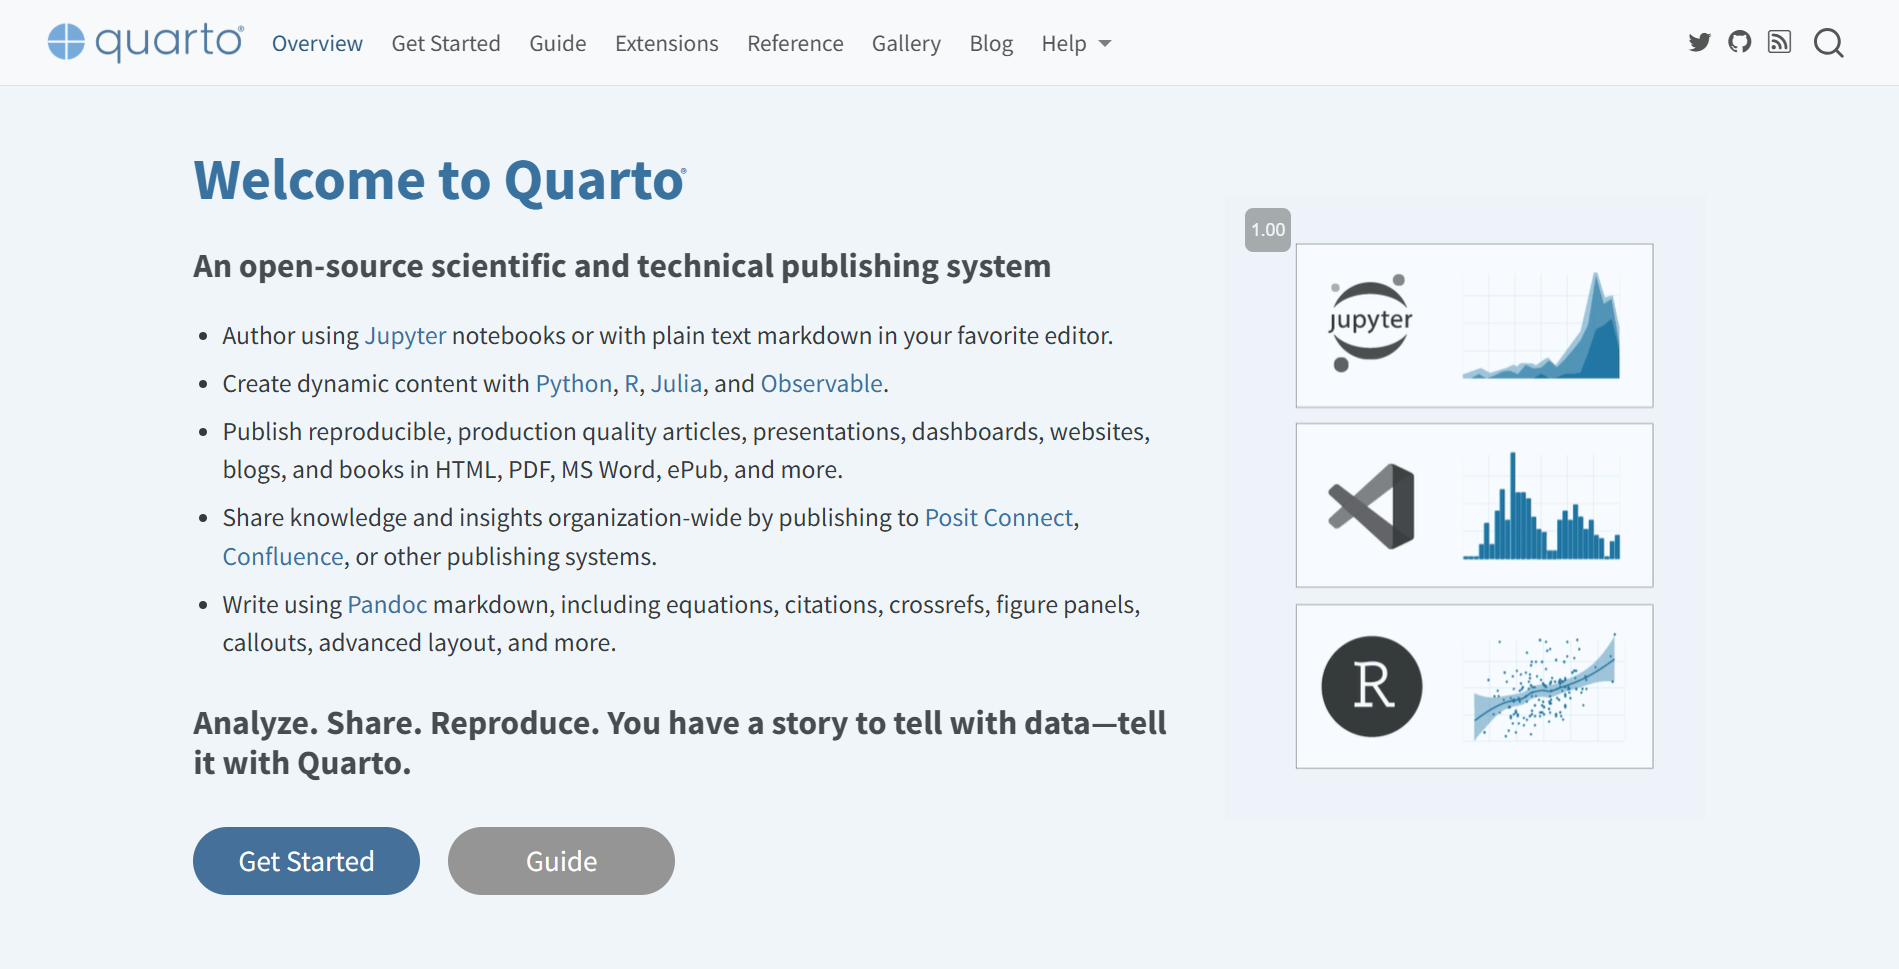 quarto®
Overview
Get Started
Guide
Extensions
Reference
Gallery
Blog
Help
Welcome to Quarto®
An open-source scientific and technical publishing system
Author using Jupyter notebooks or with plain text markdown in your favorite editor.
Create dynamic content with Python, R, Julia, and Observable.
Publish reproducible, production quality articles, presentations, dashboards, websites,
blogs, and books in HTML, PDF, MS Word, ePub, and more.
Share knowledge and insights organization-wide by publishing to Posit Connect,
Confluence, or other publishing systems.
Write using Pandoc markdown, including equations, citations, crossrefs, figure panels,
callouts, advanced layout, and more.
Analyze. Share. Reproduce. You have a story to tell with data—tell
it with Quarto.
Get Started
Guide
1.00
jupyter
R